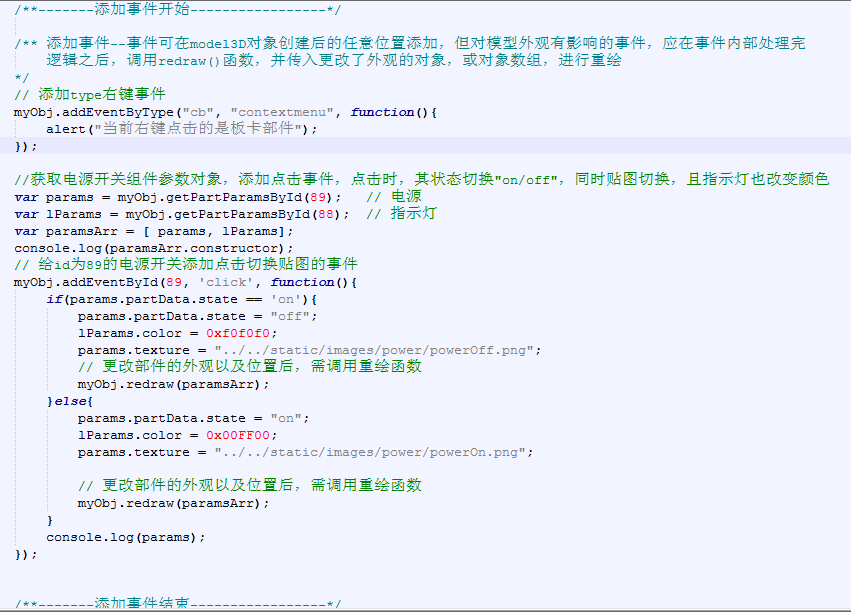 /**-------添加事件开始-----------------*/
/** 添加事件--事件可在model3D对象创建后的任意位置添加，但对模型外观有影响的事件，应在事件内部处理完
逻辑之后，调用redraw()函数，并传入更改了外观的对象，或对象数组，进行重绘
*/
// 添加type右键事件
myObj.addEventByType("cb", "contextmenu", function(){
alert("当前右键点击的是板卡部件");
});
//获取电源开关组件参数对象，添加点击事件，点击时，其状态切换"on/off"，同时贴图切换，且指示灯也改变颜色
var params = myObj.getPartParamsById(89);   // 电源
var lParams = myObj.getPartParamsById(88);  // 指示灯
var paramsArr = [ params, lParams];
console.log(paramsArr.constructor);
// 给id为89的电源开关添加点击切换贴图的事件
myObj.addEventById(89, 'click', function(){
if(params.partData.state == 'on'){
params.partData.state = "off";
lParams.color = 0xf0f0f0;
params.texture = "../../static/images/power/powerOff.png";
// 更改部件的外观以及位置后，需调用重绘函数
myObj.redraw(paramsArr);
}else{
params.partData.state = "on";
lParams.color = 0x00FF00;
params.texture = "../../static/images/power/powerOn.png";
// 更改部件的外观以及位置后，需调用重绘函数
myObj.redraw(paramsArr);
}
console.log(params);
});
/**-------添加事件结束-----------------*/